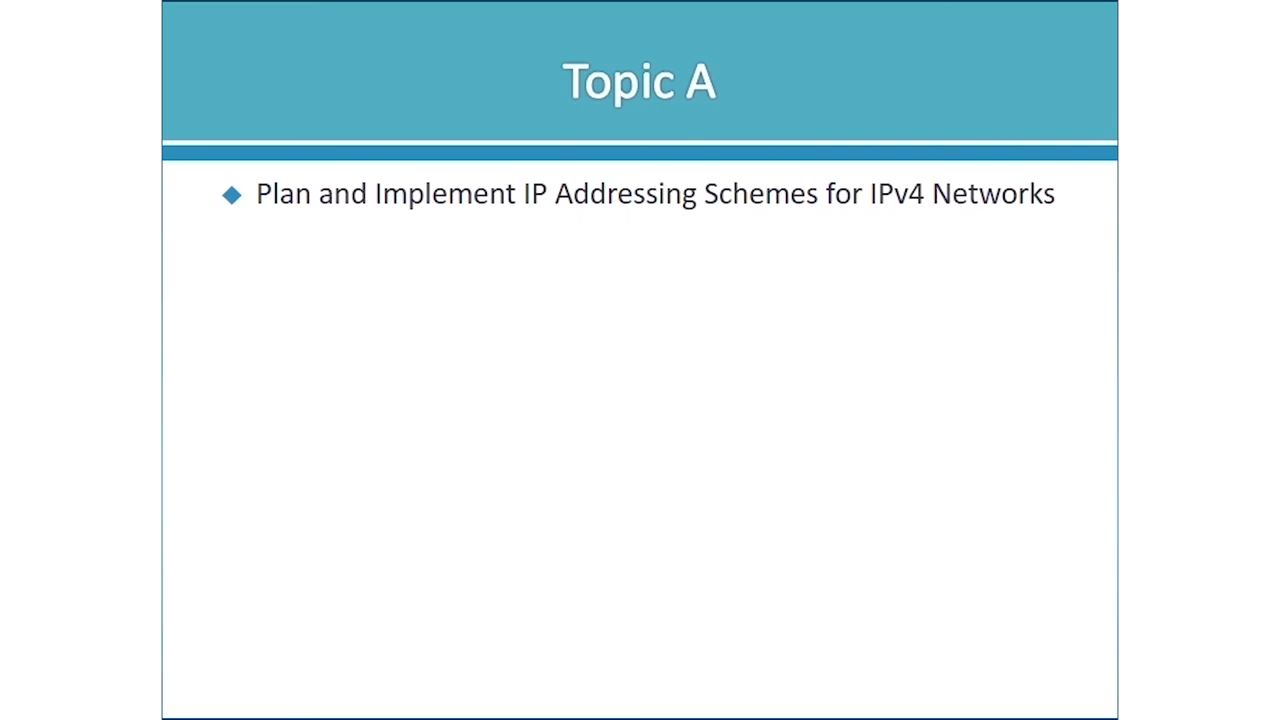 Topic A
Plan and Implement IP Addressing Schemes for IPv4 Networks